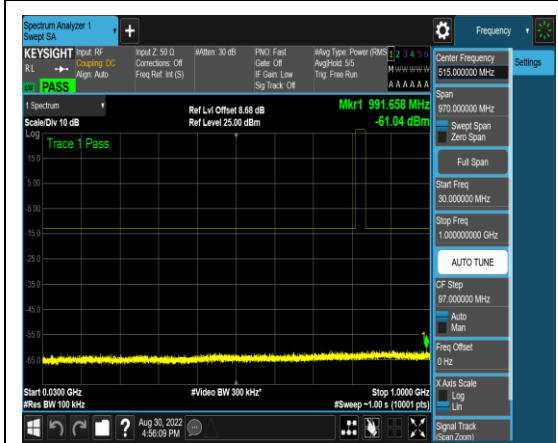 Spectrum Analyzer 1
Swept SA
+
Frequency
KEYSIGHT
RL
PASS
Input: RF
Coupling: DC
Align: Auto
Input Z: 50 Ω
Corrections: Off
Freq Ref: Int (S)
#Atten: 30 dB
PNO: Fast
Gate: Off
IF Gain: Low
Sig Track: Off
#Avg Type: Power (RMS)
Avg|Hold: 5/5
Trig: Free Run
1 2 3 4 5 6
M W W W W W
A A A A A A
1 Spectrum
Scale/Div 10 dB
Ref Lvl Offset 8.68 dB
Ref Level 25.00 dBm
Mkr1 991.658 MHz
-61.04 dBm
Log
Trace 1 Pass
15.0
5.00
-5.00
-15.0
-25.0
-35.0
-45.0
-55.0
-65.0
1
Start 0.0300 GHz
#Res BW 100 kHz
#Video BW 300 kHz*
Stop 1.0000 GHz
#Sweep ~1.00 s (10001 pts)
Center Frequency
515.000000 MHz
Settings
Span
970.000000 MHz
Swept Span
Zero Span
Full Span
Start Freq
30.000000 MHz
Stop Freq
1.000000000 GHz
AUTO TUNE
CF Step
97.000000 MHz
Auto
Man
Freq Offset
0 Hz
X Axis Scale
Log
Lin
Signal Track
(Span Zoom)
?
Aug 30, 2022
4:56:09 PM